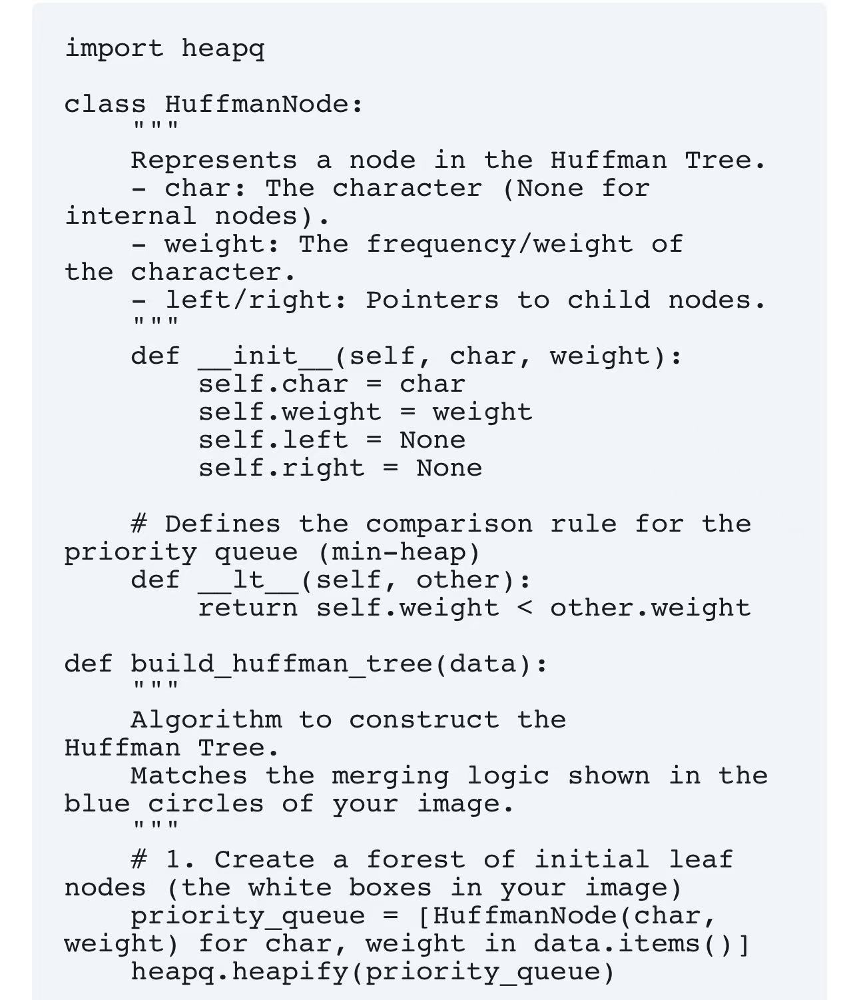 import heapq
class HuffmanNode:
"""
Represents a node in the Huffman Tree.
- char: The character (None for
internal nodes).
- weight: The frequency/weight of
the character.
- left/right: Pointers to child nodes.
"""
def __init__(self, char, weight):
self.char = char
self.weight = weight
self.left = None
self.right = None
# Defines the comparison rule for the
priority queue (min-heap)
def __lt__(self, other):
return self.weight < other.weight
def build_huffman_tree(data):
"""
Algorithm to construct the
Huffman Tree.
Matches the merging logic shown in the
blue circles of your image.
"""
# 1. Create a forest of initial leaf
nodes (the white boxes in your image)
priority_queue = [HuffmanNode(char,
weight) for char, weight in data.items()]
heapq.heapify(priority_queue)